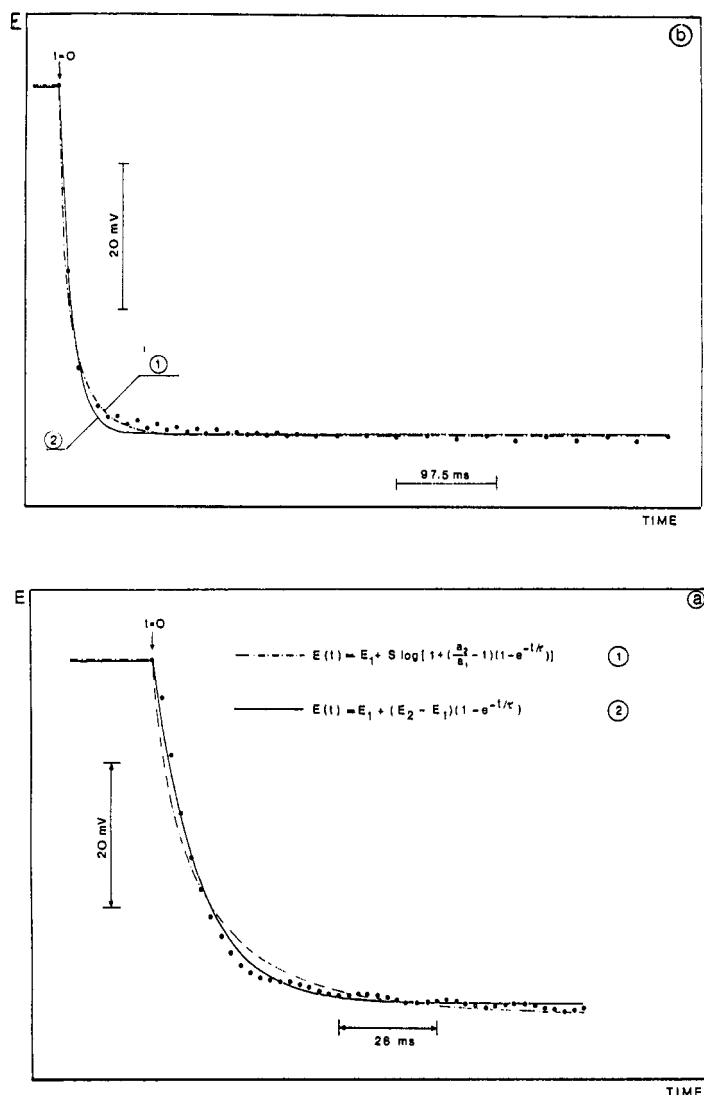 E
b
t=0
20 mV
1
2
97.5 ms
TIME
E
a
t=0
E(t) = E₁ + S log[1+(a₂/a₁ -1)(1-e^-t/τ)] 1
E(t) = E₁ + (E₂ - E₁)(1-e^-t/τ) 2
20 mV
26 ms
TIME